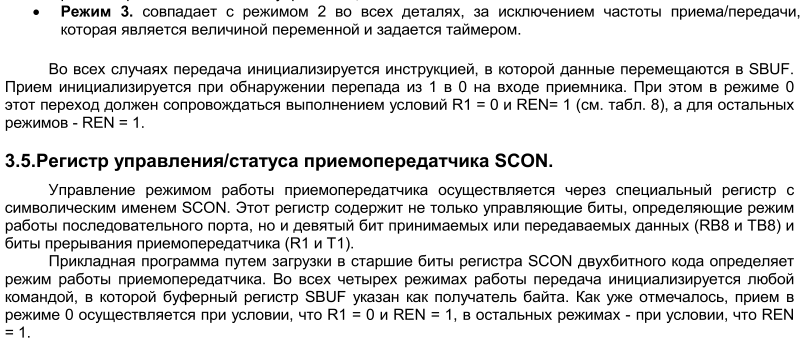 • Режим 3. совпадает с режимом 2 во всех деталях, за исключением частоты приема/передачи,
которая является величиной переменной и задается таймером.
Во всех случаях передача инициализируется инструкцией, в которой данные перемещаются в SBUF.
Прием инициализируется при обнаружении перепада из 1 в 0 на входе приемника. При этом в режиме 0
этот переход должен сопровождаться выполнением условий R1 = 0 и REN= 1 (см. табл. 8), а для остальных
режимов - REN = 1.
3.5.Регистр управления/статуса приемопередатчика SCON.
Управление режимом работы приемопередатчика осуществляется через специальный регистр с
символическим именем SCON. Этот регистр содержит не только управляющие биты, определяющие режим
работы последовательного порта, но и девятый бит принимаемых или передаваемых данных (RB8 и TB8) и
биты прерывания приемопередатчика (R1 и T1).
Прикладная программа путем загрузки в старшие биты регистра SCON двухбитного кода определяет
режим работы приемопередатчика. Во всех четырех режимах работы передача инициализируется любой
командой, в которой буферный регистр SBUF указан как получатель байта. Как уже отмечалось, прием в
режиме 0 осуществляется при условии, что R1 = 0 и REN = 1, в остальных режимах - при условии, что REN
= 1.